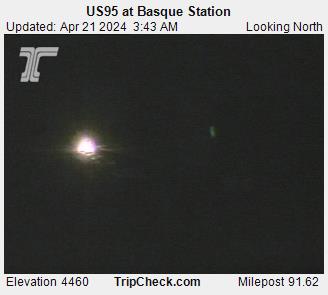 US95 at Basque Station
Updated: Apr 21 2024 3:43 AM Looking North
Elevation 4460 TripCheck.com Milepost 91.62